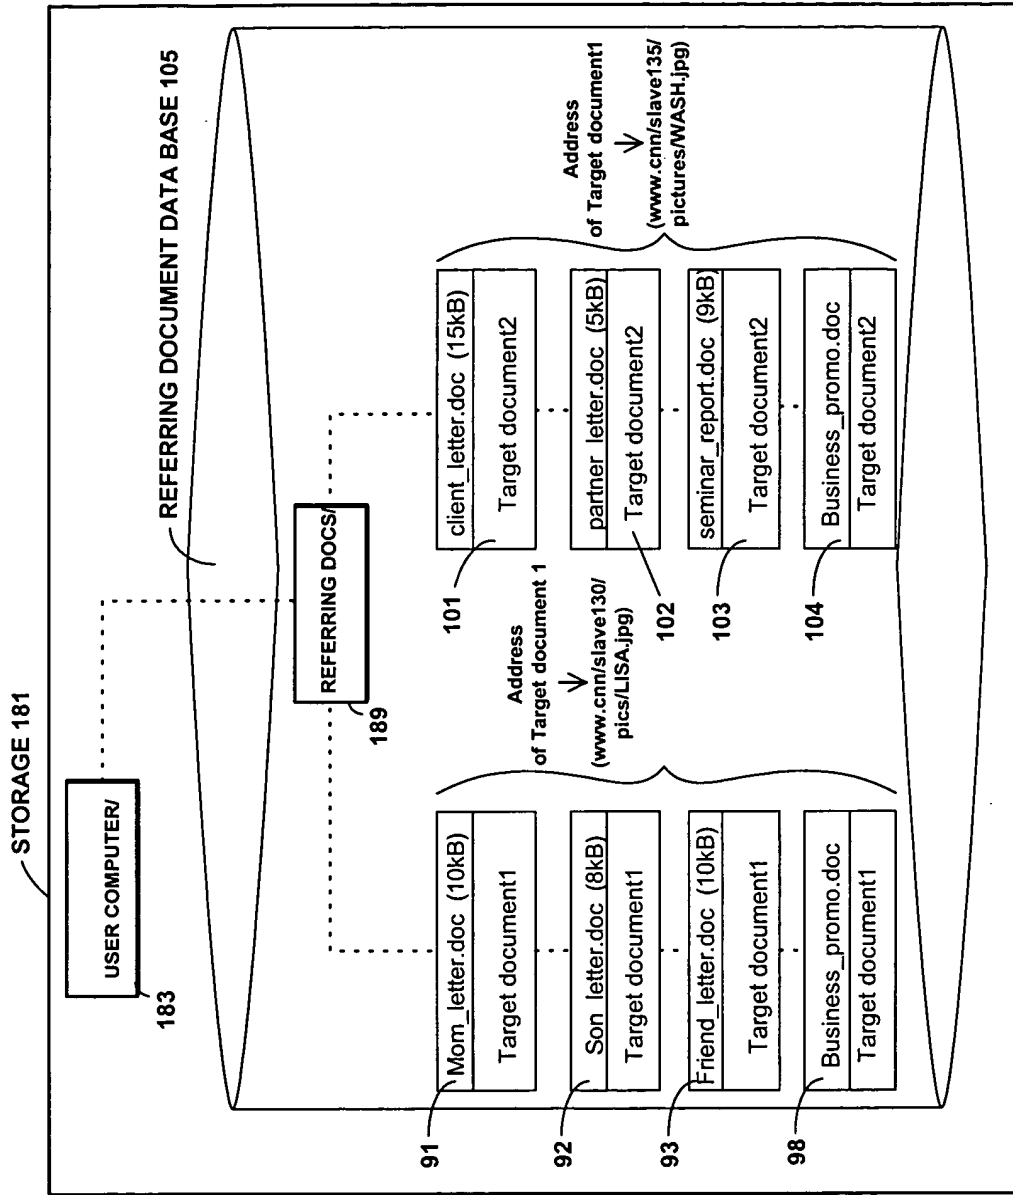 STORAGE 181
USER COMPUTER/
183
REFERRING DOCUMENT DATA BASE 105
REFERRING DOCS/
189
91
Mom_letter.doc (10kB)
Target document1
92
Son_letter.doc (8kB)
Target document1
93
Friend_letter.doc (10kB)
Target document1
98
Business_promo.doc
Target document1
Address
of Target document 1
(www.cnn/slave130/
pics/LISA.jpg)
101
client_letter.doc (15kB)
Target document2
102
partner_letter.doc (5kB)
Target document2
103
seminar_report.doc (9kB)
Target document2
104
Business_promo.doc
Target document2
Address
of Target document1
(www.cnn/slave135/
pictures/WASH.jpg)